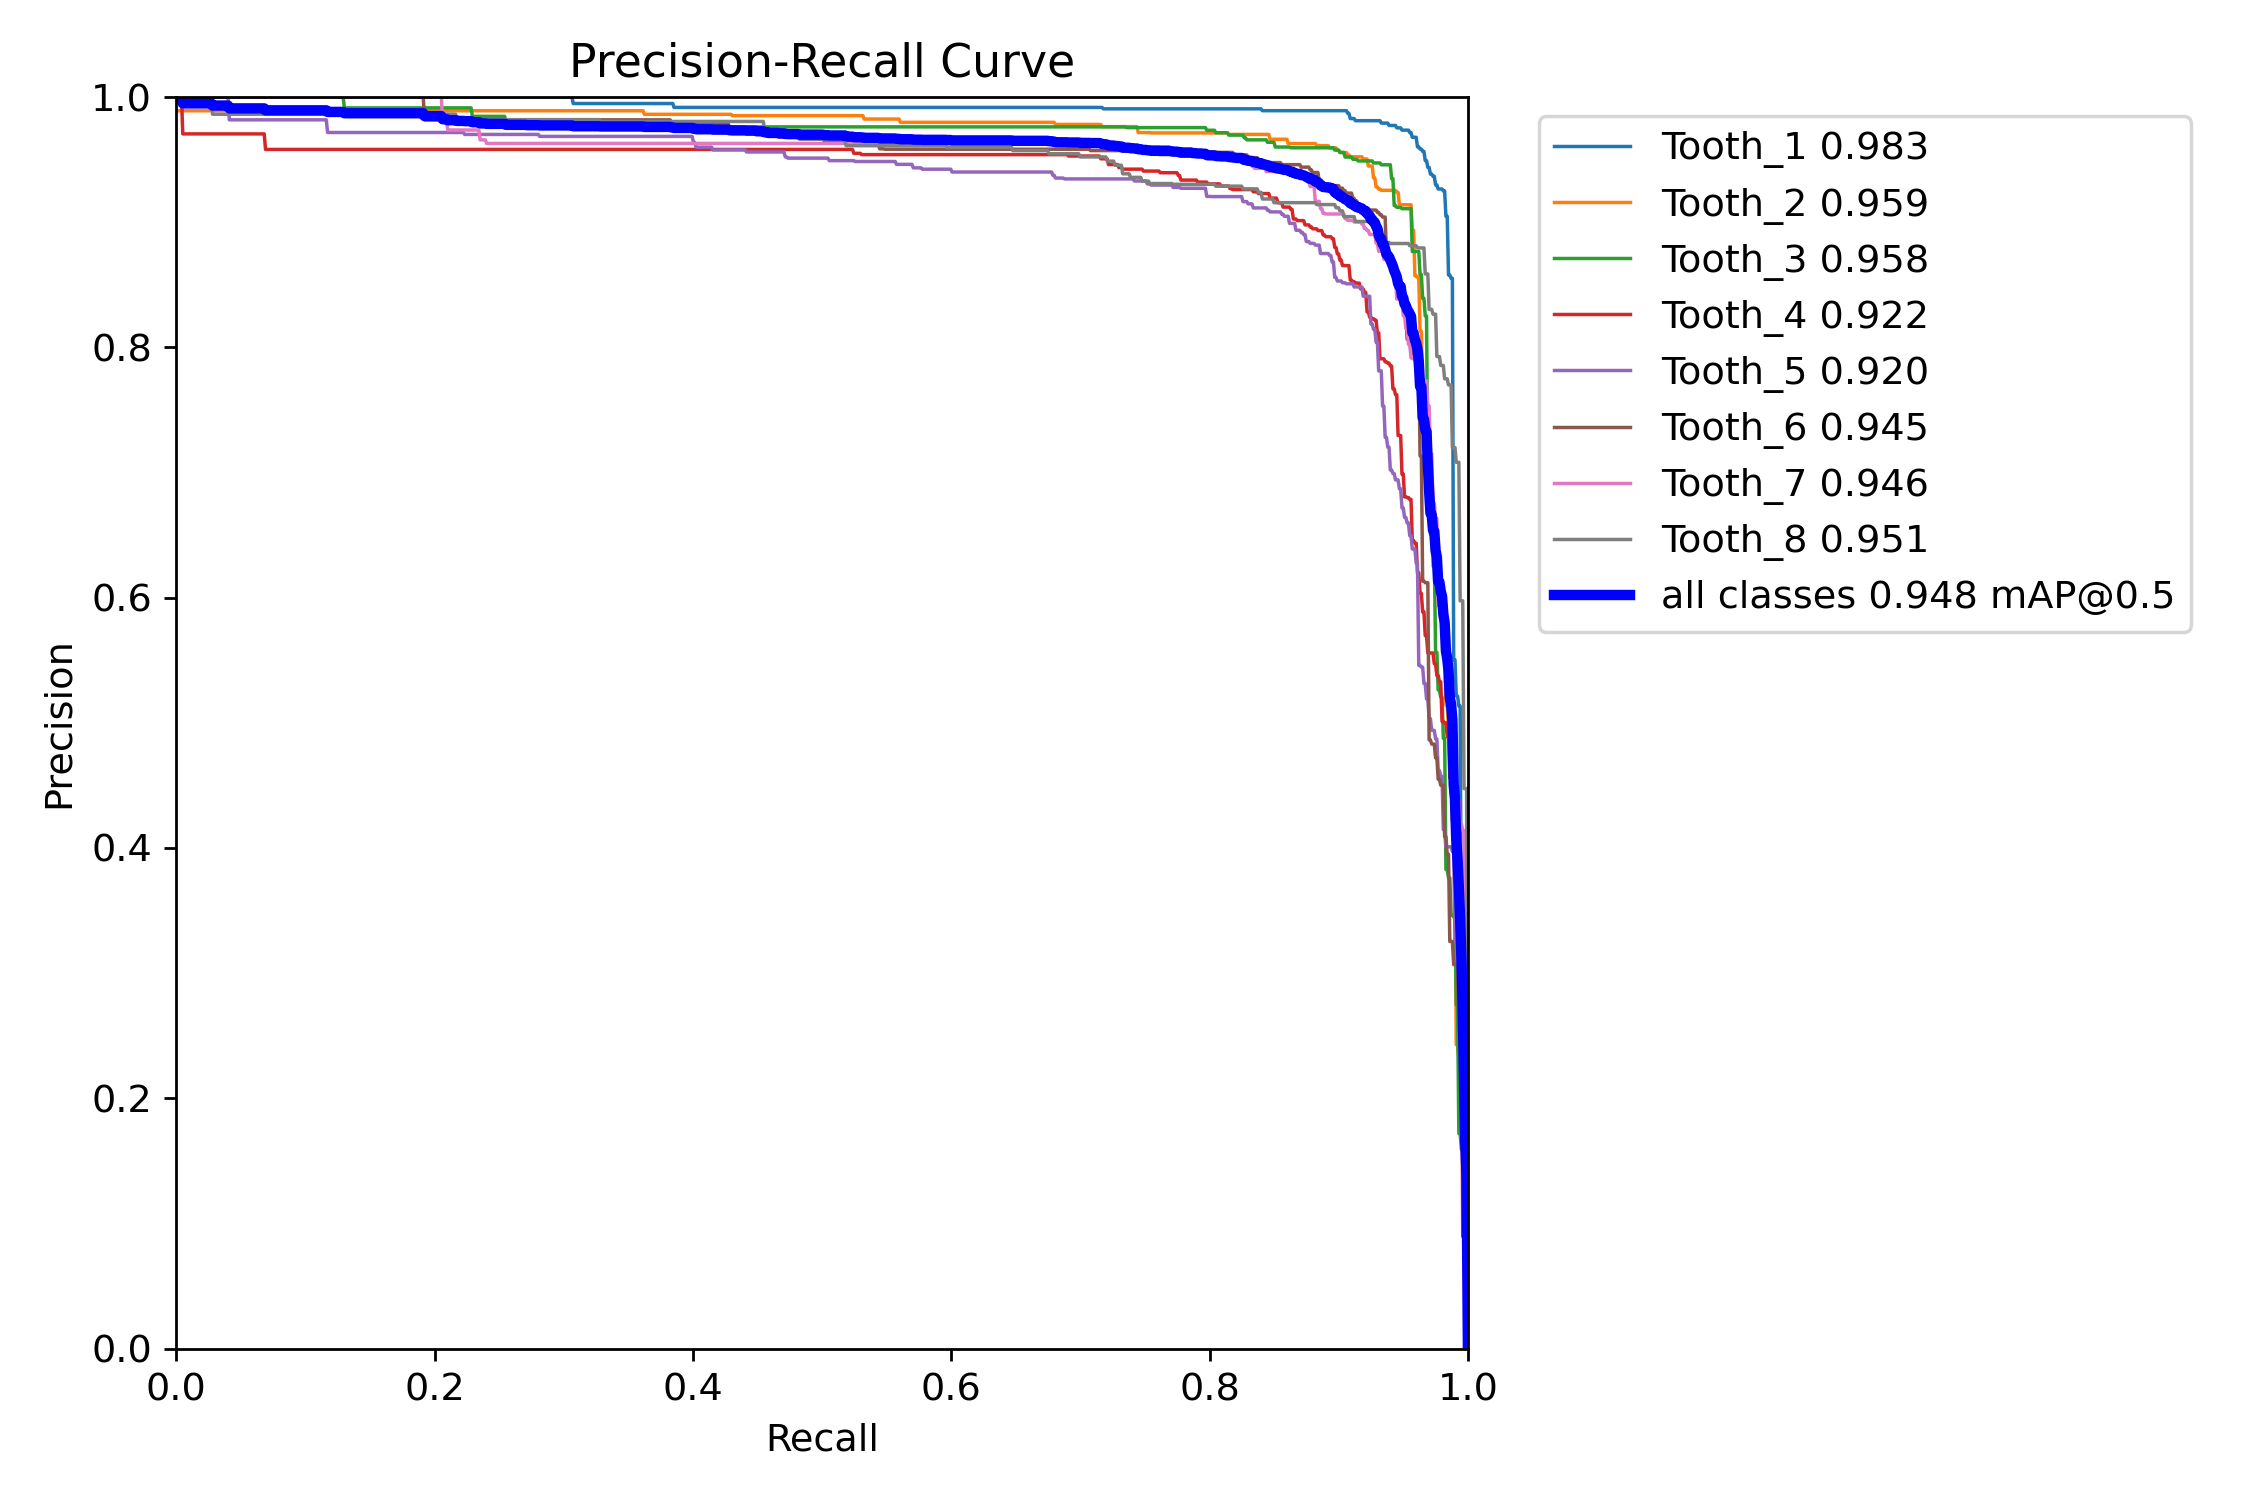 Precision-Recall Curve
1.0
0.8
0.6
0.4
0.2
0.0
Precision
0.0 0.2 0.4 0.6 0.8 1.0
Recall
Tooth_1 0.983
Tooth_2 0.959
Tooth_3 0.958
Tooth_4 0.922
Tooth_5 0.920
Tooth_6 0.945
Tooth_7 0.946
Tooth_8 0.951
all classes 0.948 mAP@0.5